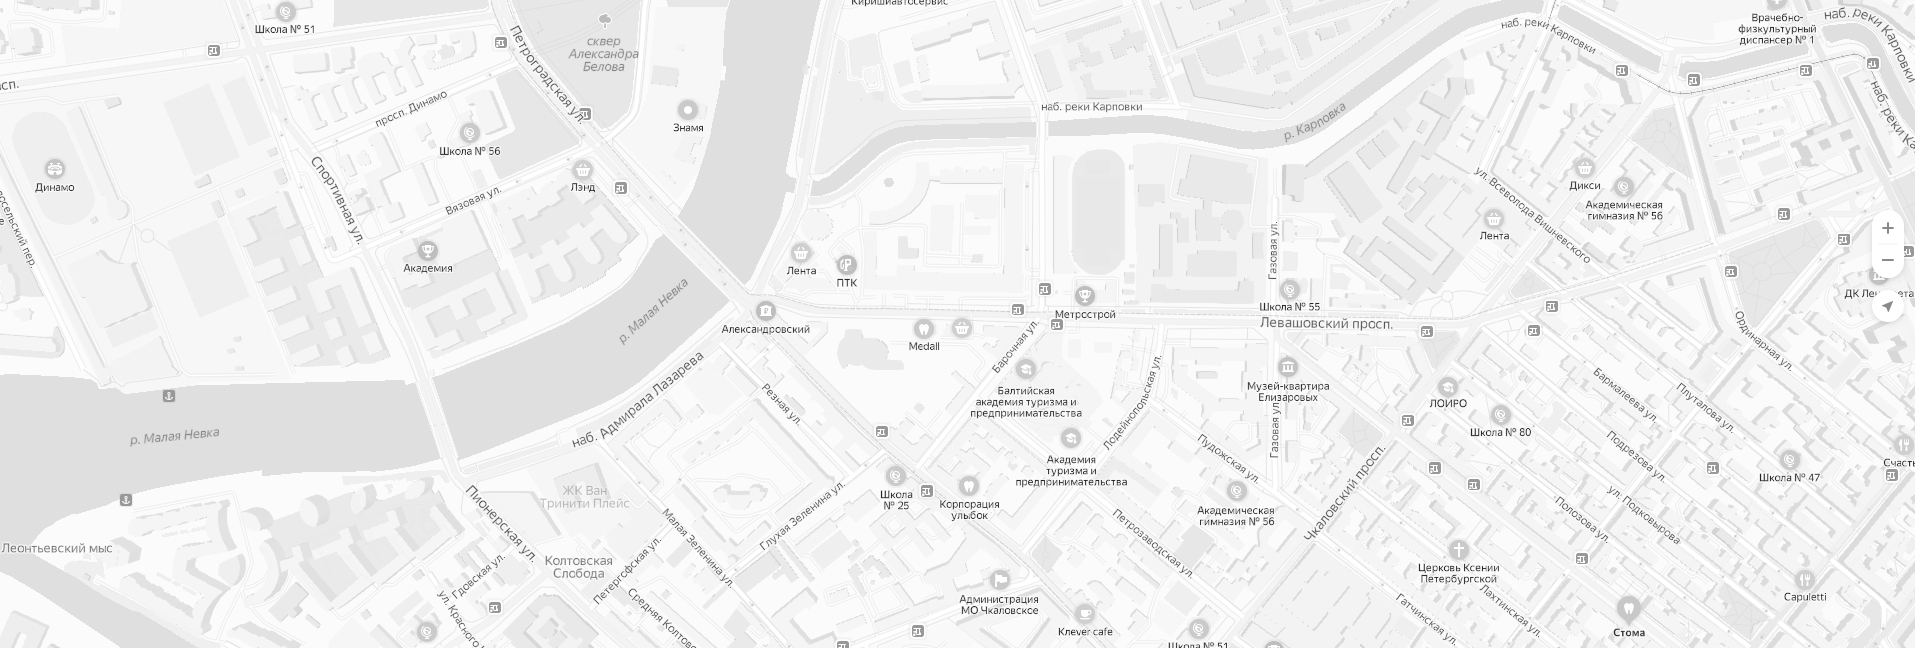 Киришиавтосервис
Школа № 51
Петроградская ул.
сквер
Александра
Белова
наб. реки Карповки
Врачебно-
физкультурный
диспансер № 1
наб. реки Карповки
просп. Динамо
Знамя
наб. реки Карповки
р. Карповка
Школа № 56
Динамо
Спортивная ул.
Лэнд
Вязовая ул.
ул. Всеволода Вишневского
Дикси
Академическая
гимназия № 56
Лента
Академия
Лента
ПТК
Газовая ул.
р. Малая Невка
Александровский
Medall
Метрострой
Школа № 55
Левашовский просп.
Ординарная ул.
Барочная ул.
Балтийская
академия туризма и
предпринимательства
Лодейнопольская ул.
Музей-квартира
Елизаровых
Газовая ул.
ЛОИРО
Школа № 80
Бармалеева ул.
Плуталова ул.
наб. Адмирала Лазарева
Резная ул.
р. Малая Невка
Академия
туризма и
предпринимательства
Пудожская ул.
Чкаловский просп.
Подрезова ул.
Школа № 47
ЖК Ван
Тринити Плейс
Школа
№ 25
Корпорация
улыбок
Академическая
гимназия № 56
Полозова ул.
ул. Подковырова
Пионерская ул.
Малая Зеленина ул.
Глухая Зеленина ул.
Петрозаводская ул.
Леонтьевский мыс
Колтовская
Слобода
Гдовская ул.
Петергофская ул.
Церковь Ксении
Петербургской
Администрация
МО Чкаловское
Лахтинская ул.
Гатчинская ул.
Capuletti
Клever cafe
Стома
Школа № 51